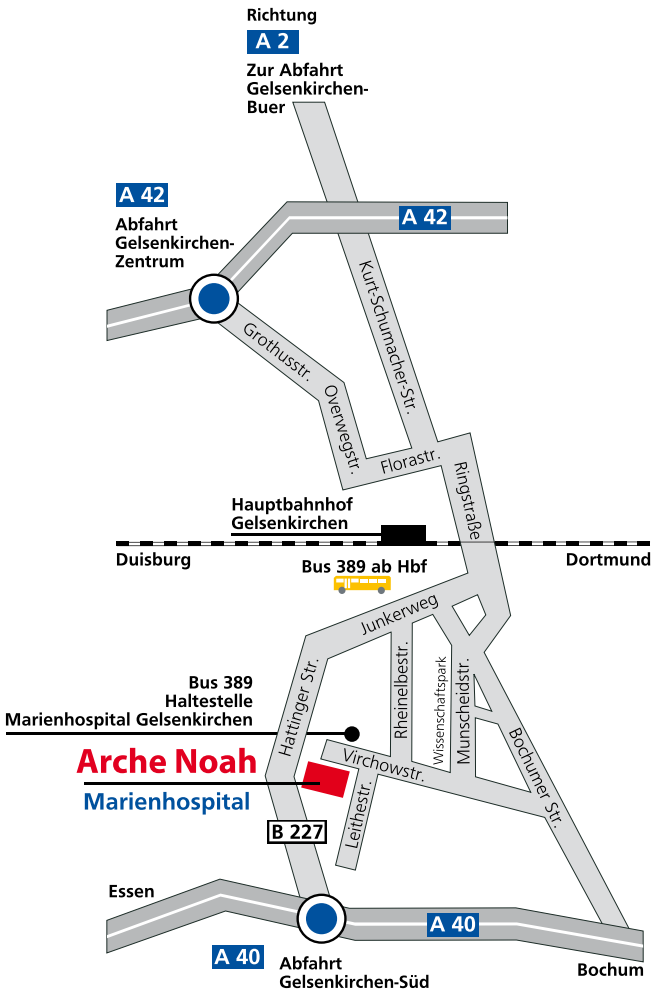 Richtung
A 2
Zur Abfahrt
Gelsenkirchen-
Buer
A 42
Abfahrt
Gelsenkirchen-
Zentrum
A 42
Kurt-Schumacher-Str.
Grothusstr.
Overwegstr.
Florastr.
Ringstraße
Hauptbahnhof
Gelsenkirchen
Duisburg
Dortmund
Bus 389 ab Hbf
Junkerweg
Hattinger Str.
Rheinelbestr.
Wissenschaftspark
Munscheidstr.
Bochumer Str.
Bus 389
Haltestelle
Marienhospital Gelsenkirchen
Virchowstr.
Arche Noah
Marienhospital
Leithestr.
B 227
Essen
A 40
A 40
Abfahrt
Gelsenkirchen-Süd
Bochum